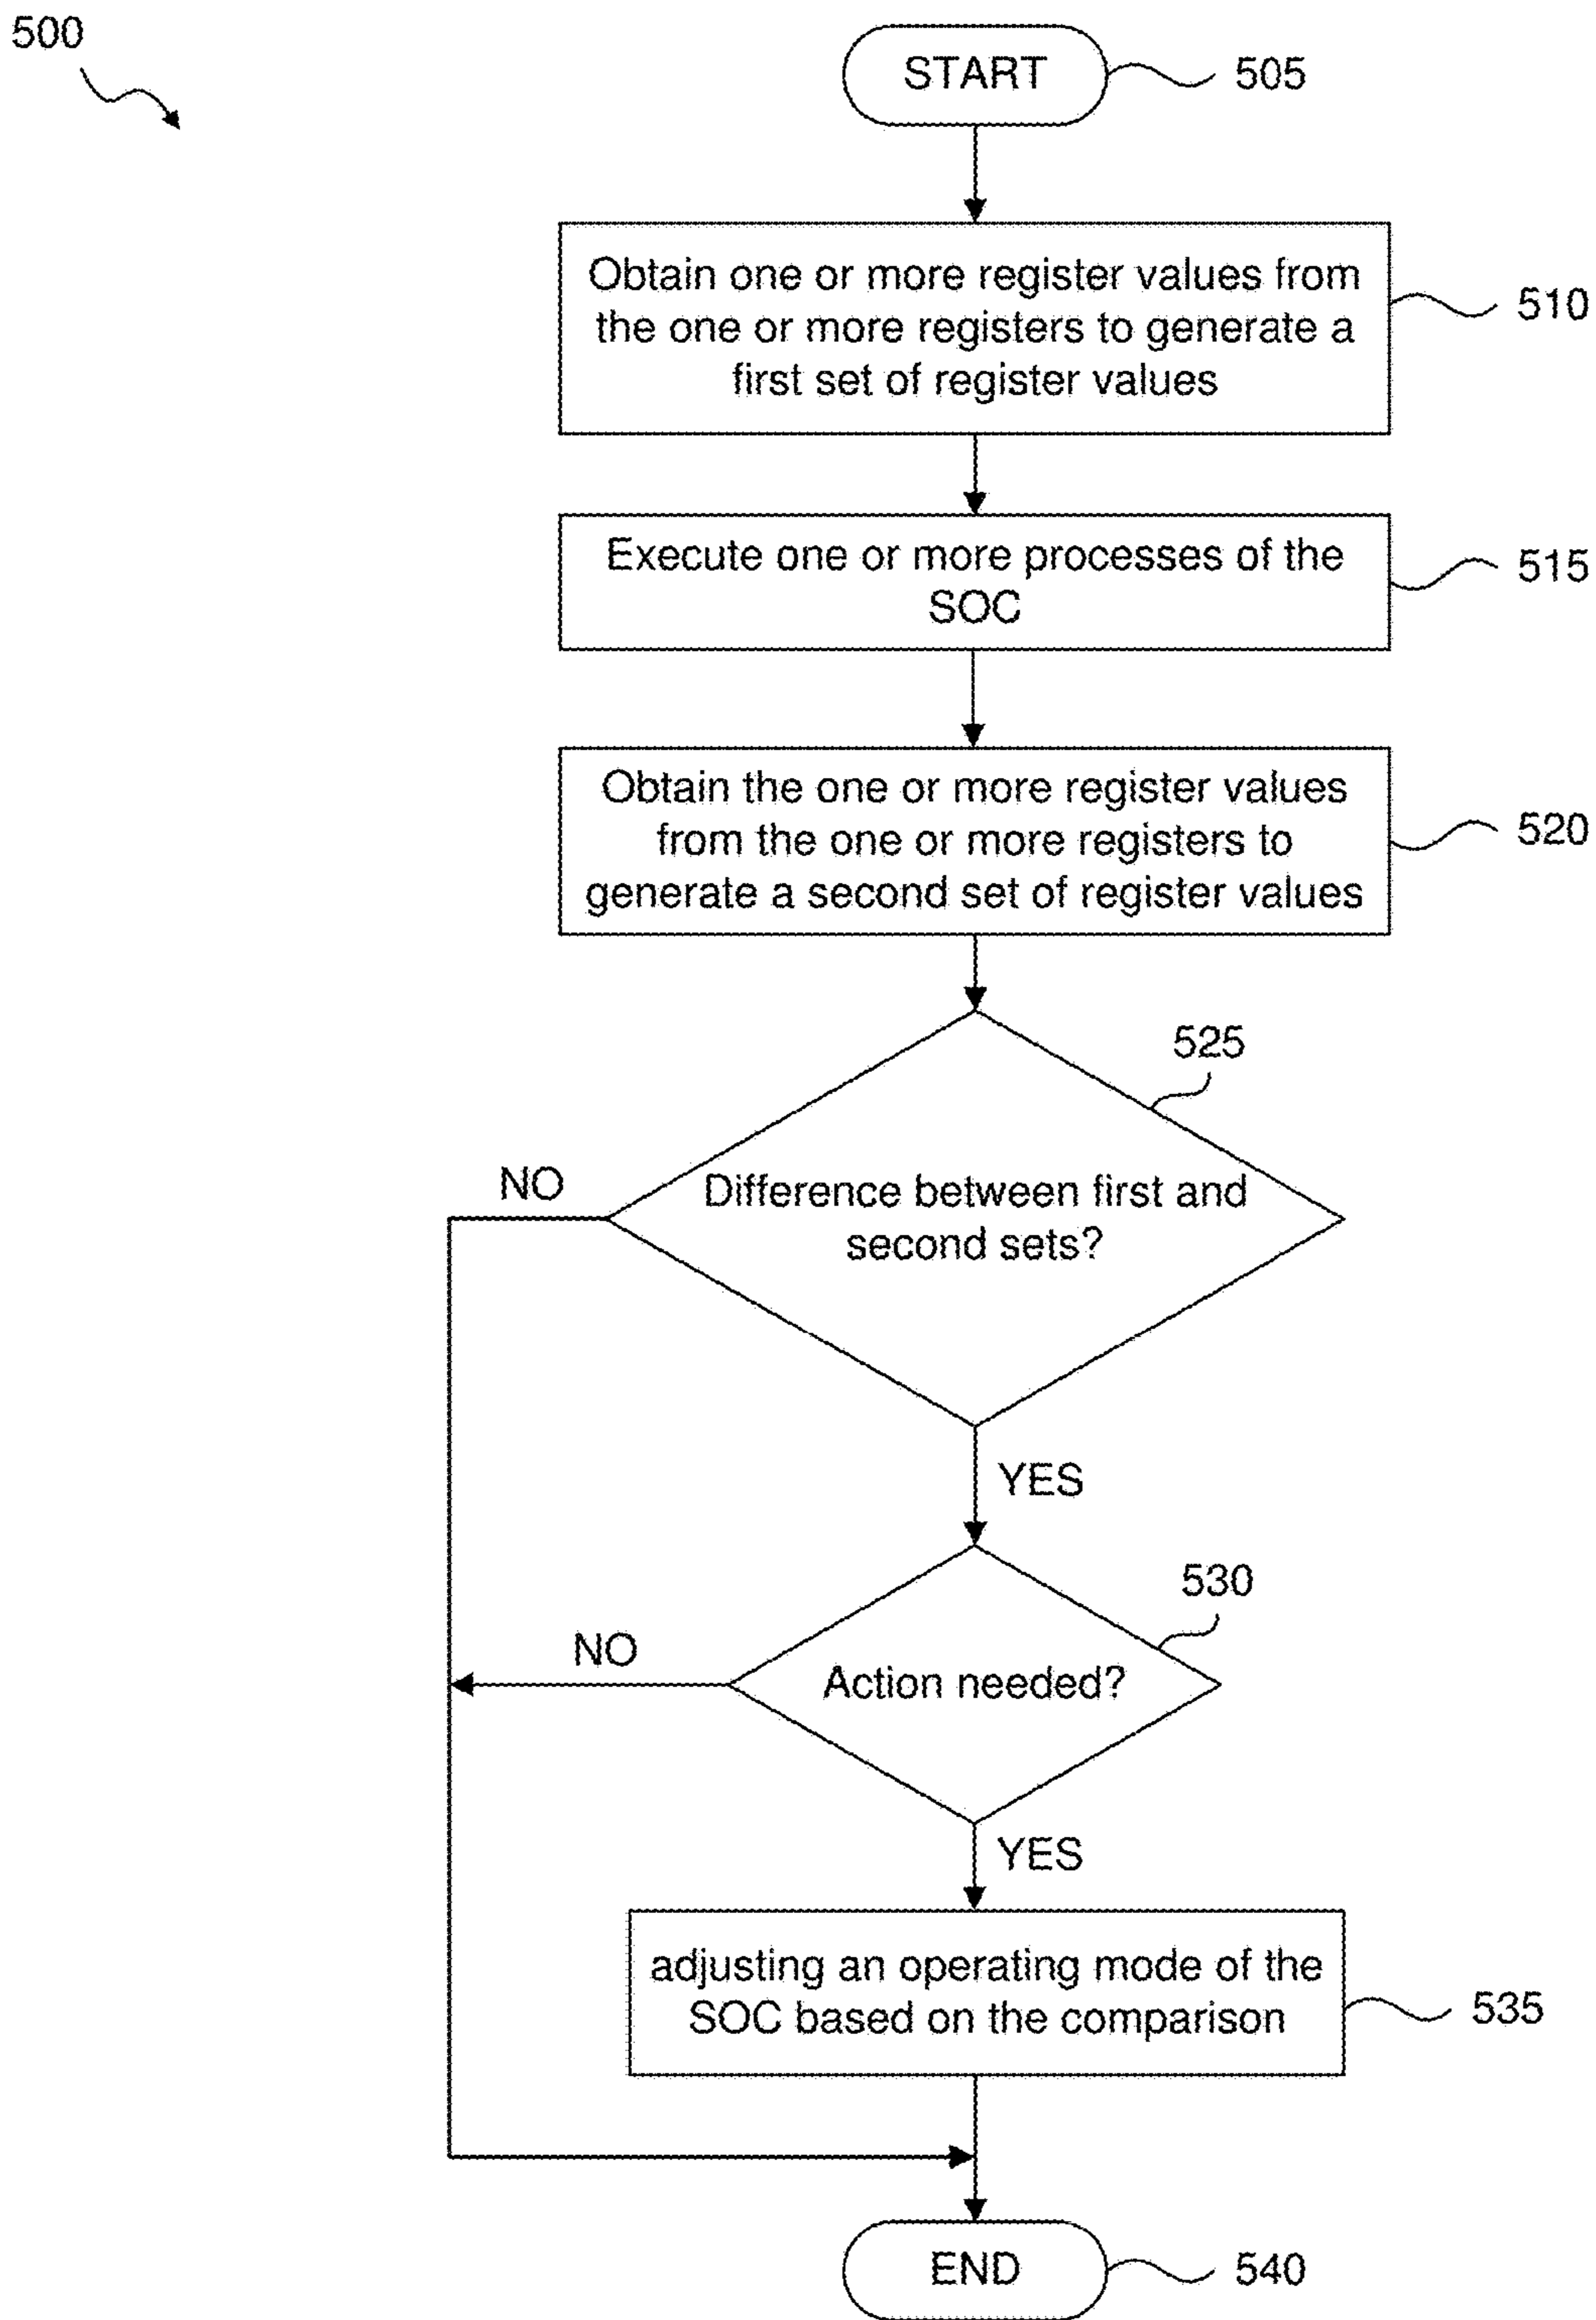 500
START
505
Obtain one or more register values from
the one or more registers to generate a
first set of register values
510
Execute one or more processes of the
SOC
515
Obtain the one or more register values
from the one or more registers to
generate a second set of register values
520
525
NO
Difference between first and
second sets?
YES
530
NO
Action needed?
YES
adjusting an operating mode of the
SOC based on the comparison
535
END
540